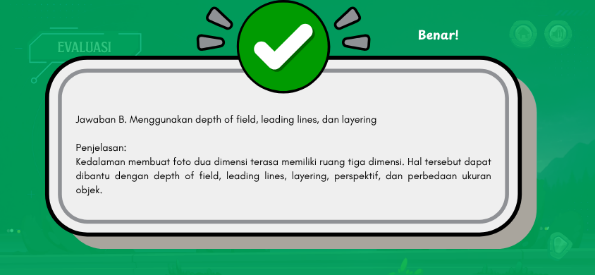 Benar!
EVALUASI
Jawaban B. Menggunakan depth of field, leading lines, dan layering
Penjelasan:
Kedalaman membuat foto dua dimensi terasa memiliki ruang tiga dimensi. Hal tersebut dapat
dibantu dengan depth of field, leading lines, layering, perspektif, dan perbedaan ukuran
objek.